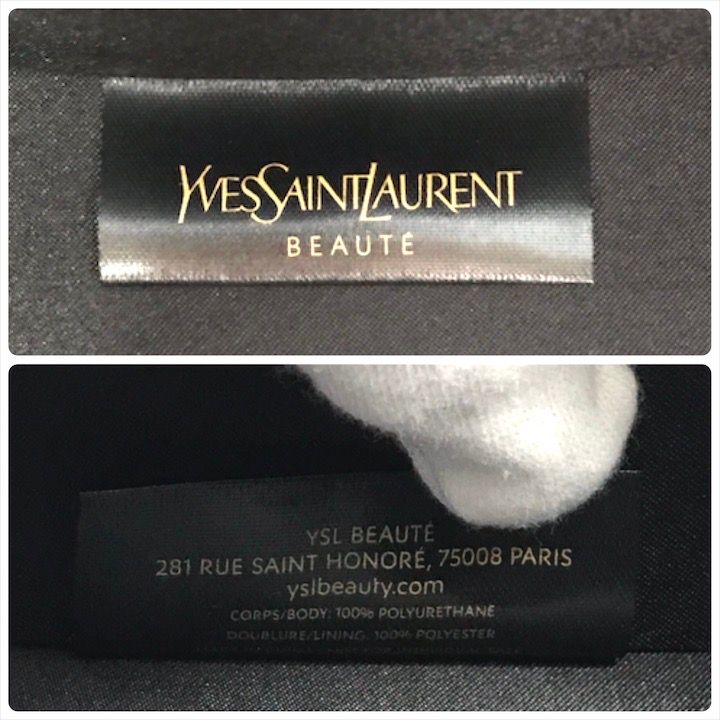 YVESSAINTLAURENT
BEAUTÉ
YSL BEAUTÉ
281 RUE SAINT HONORÉ, 75008 PARIS
yslbeauty.com
CORPS/BODY: 100% POLYURETHANE
DOUBLURE/LINING: 100% POLYESTER